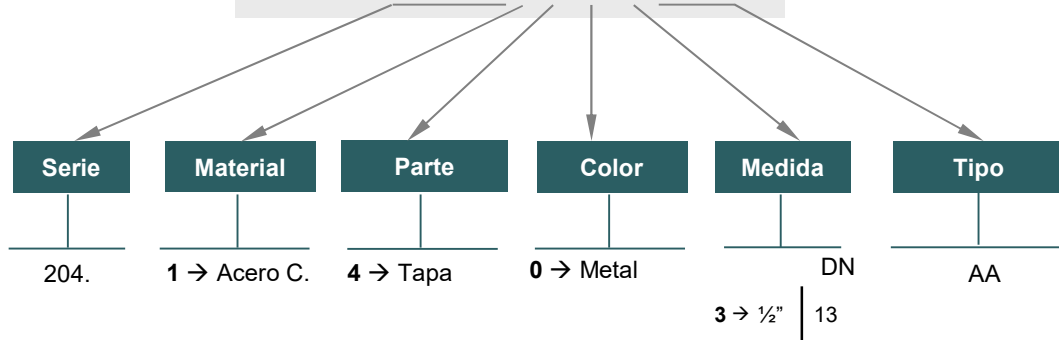 Serie Material Parte Color Medida Tipo
204. 1 → Acero C. 4 → Tapa 0 → Metal DN AA
3 → ½” 13